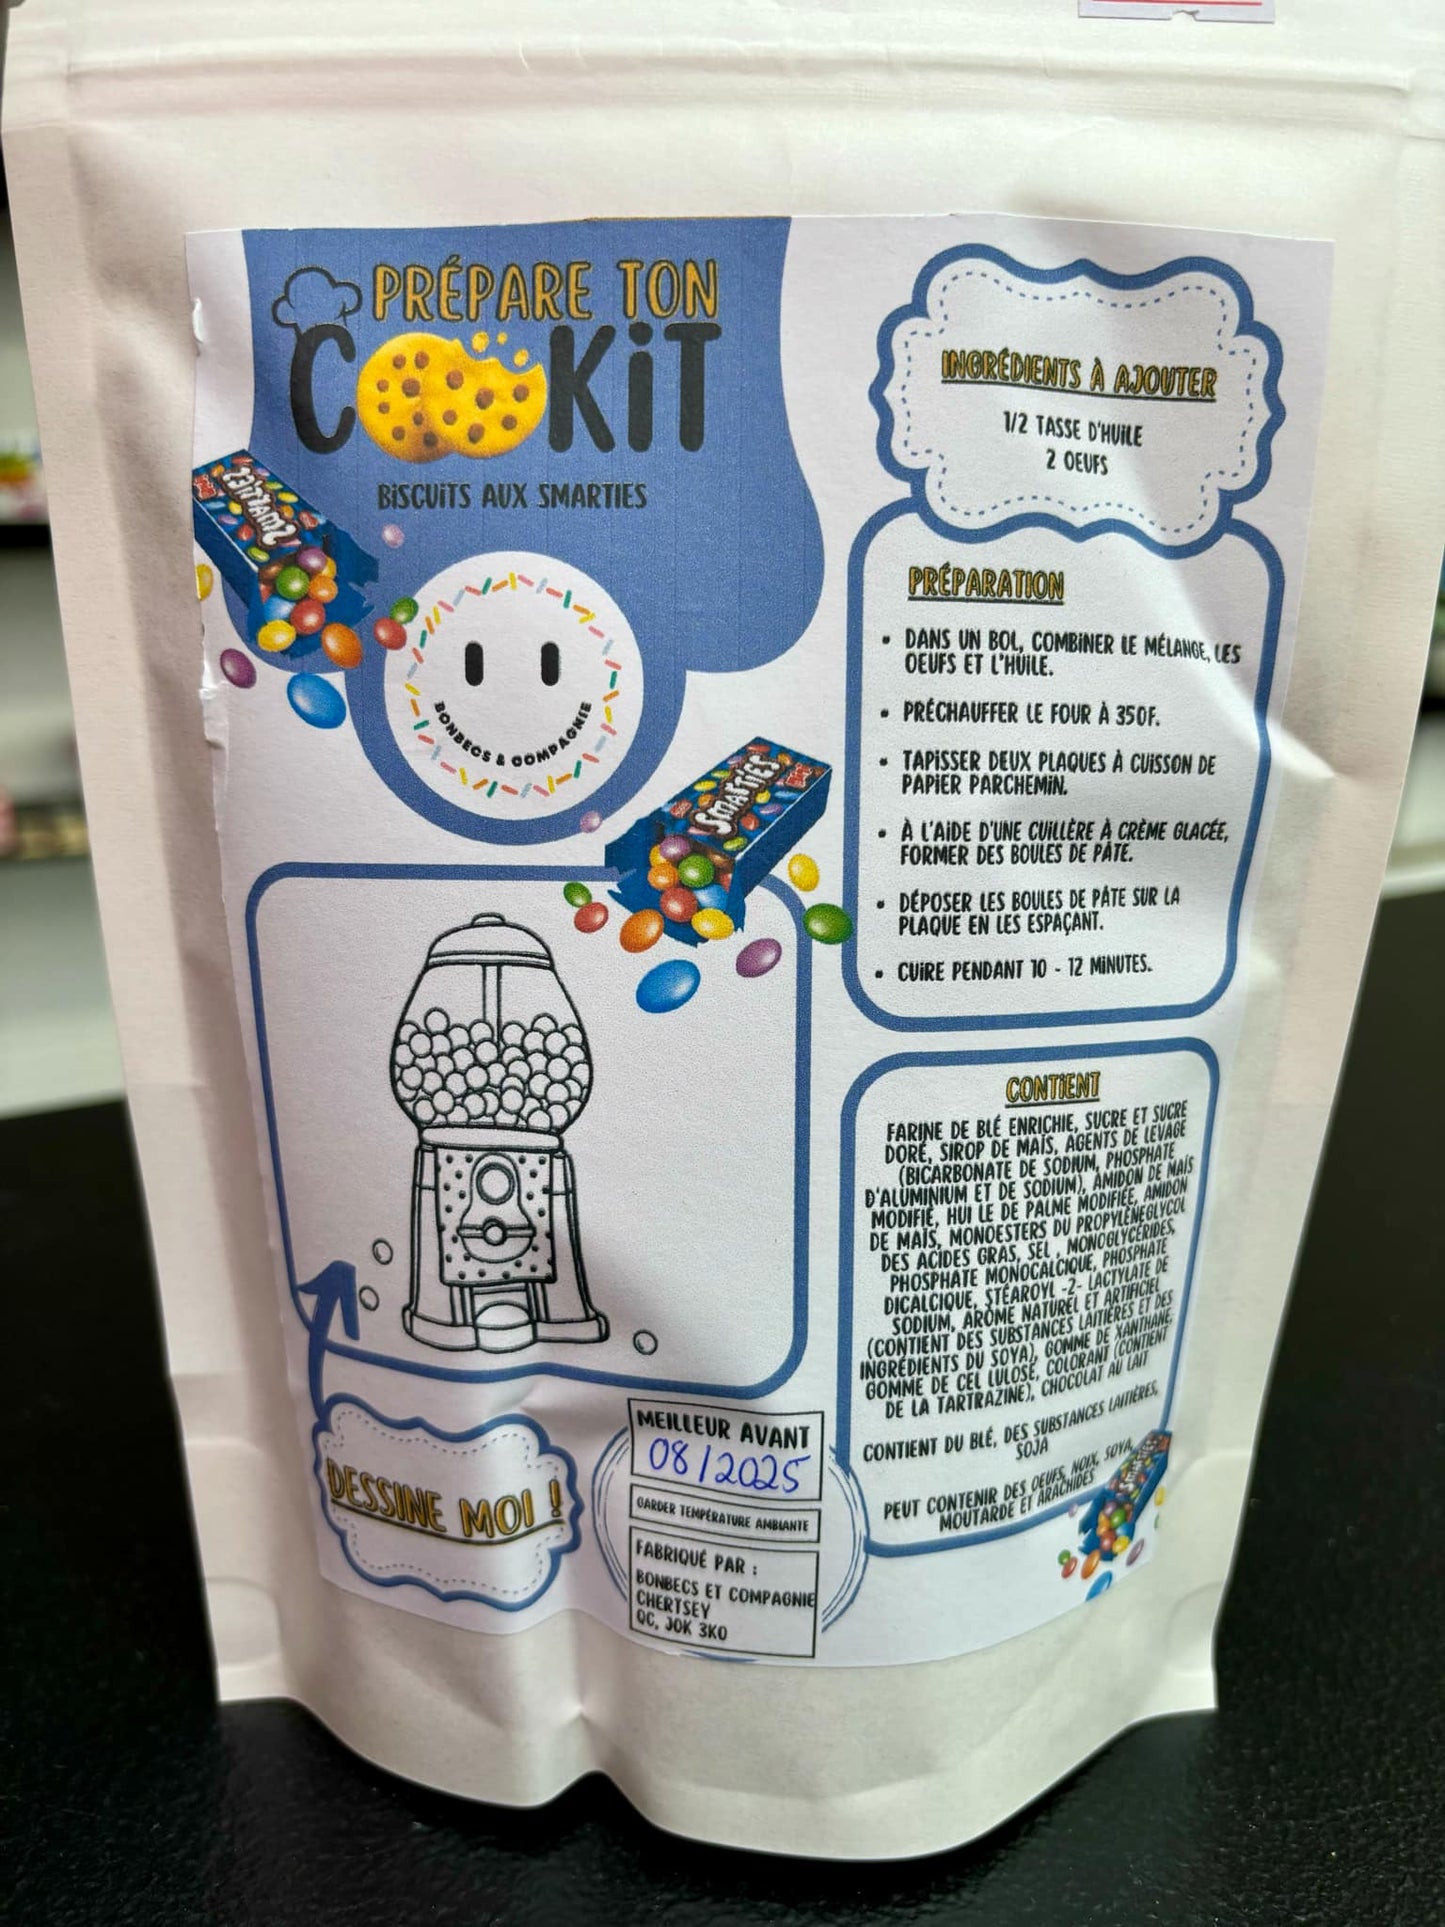 PRÉPARE TON
COOKiT
BiSCUiTS AUX SMARTIES
SMARTIES
BONBECS & COMPAGNIE
SMARTIES
INGRÉDIENTS À AJOUTER
1/2 TASSE D'HUILE
2 OEUFS
PRÉPARATION
• DANS UN BOL, COMBINER LE MÉLANGE, LES
OEUFS ET L'HUILE.
• PRÉCHAUFFER LE FOUR À 350F.
• TAPISSER DEUX PLAQUES À CUISSON DE
PAPIER PARCHEMIN.
• À L'AIDE D'UNE CUILLÈRE À CRÈME GLACÉE,
FORMER DES BOULES DE PÂTE.
• DÉPOSER LES BOULES DE PÂTE SUR LA
PLAQUE EN LES ESPAÇANT.
• CUIRE PENDANT 10 - 12 MINUTES.
CONTIENT
FARINE DE BLÉ ENRICHIE, SUCRE ET SUCRE
DORÉ, SIROP DE MAÏS, AGENTS DE LEVAGE
(BICARBONATE DE SODIUM, PHOSPHATE
D'ALUMINIUM ET DE SODIUM), AMIDON DE MAÏS
MODIFIÉ, HUI LE DE PALME MODIFIÉE, AMIDON
DE MAÏS, MONOESTERS DU PROPYLÈNEGLYCOL
DES ACIDES GRAS, SEL , MONOGLYCÉRIDES,
PHOSPHATE MONOCALCIQUE, PHOSPHATE
DICALCIQUE, STÉAROYL -2- LACTYLATE DE
SODIUM, ARÔME NATUREL ET ARTIFICIEL
(CONTIENT DES SUBSTANCES LAITIÈRES ET DES
INGRÉDIENTS DU SOYA), GOMME DE XANTHANE,
GOMME DE CEL LULOSE, COLORANT (CONTIENT
DE LA TARTRAZINE), CHOCOLAT AU LAIT
CONTIENT DU BLÉ, DES SUBSTANCES LAITIÈRES,
SOJA
PEUT CONTENIR DES OEUFS, NOIX, SOYA,
MOUTARDE ET ARACHIDES
SMARTIES
DESSINE MOI !
MEILLEUR AVANT
08/2025
GARDER TEMPÉRATURE AMBIANTE
FABRIQUÉ PAR :
BONBECS ET COMPAGNIE
CHERTSEY
QC, J0K 3K0